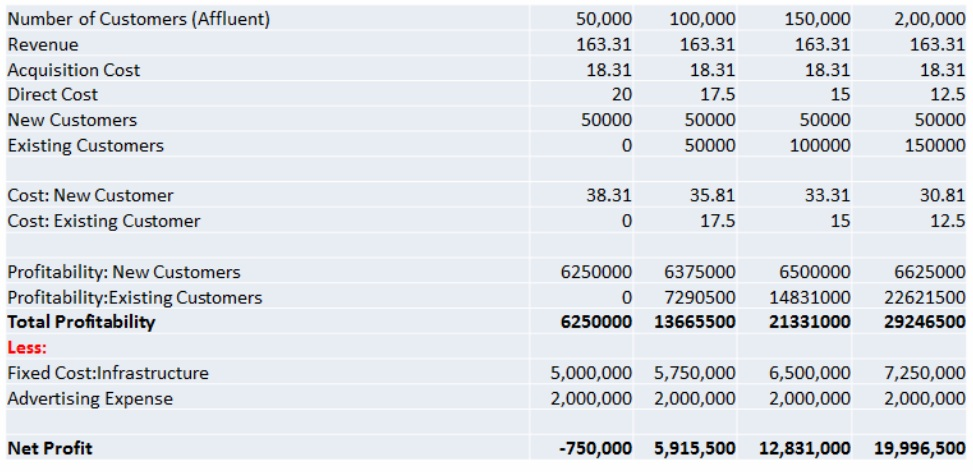 Number of Customers (Affluent) 50,000 100,000 150,000 2,00,000
Revenue 163.31 163.31 163.31 163.31
Acquisition Cost 18.31 18.31 18.31 18.31
Direct Cost 20 17.5 15 12.5
New Customers 50000 50000 50000 50000
Existing Customers 0 50000 100000 150000
Cost: New Customer 38.31 35.81 33.31 30.81
Cost: Existing Customer 0 17.5 15 12.5
Profitability: New Customers 6250000 6375000 6500000 6625000
Profitability:Existing Customers 0 7290500 14831000 22621500
Total Profitability 6250000 13665500 21331000 29246500
Less:
Fixed Cost:Infrastructure 5,000,000 5,750,000 6,500,000 7,250,000
Advertising Expense 2,000,000 2,000,000 2,000,000 2,000,000
Net Profit -750,000 5,915,500 12,831,000 19,996,500